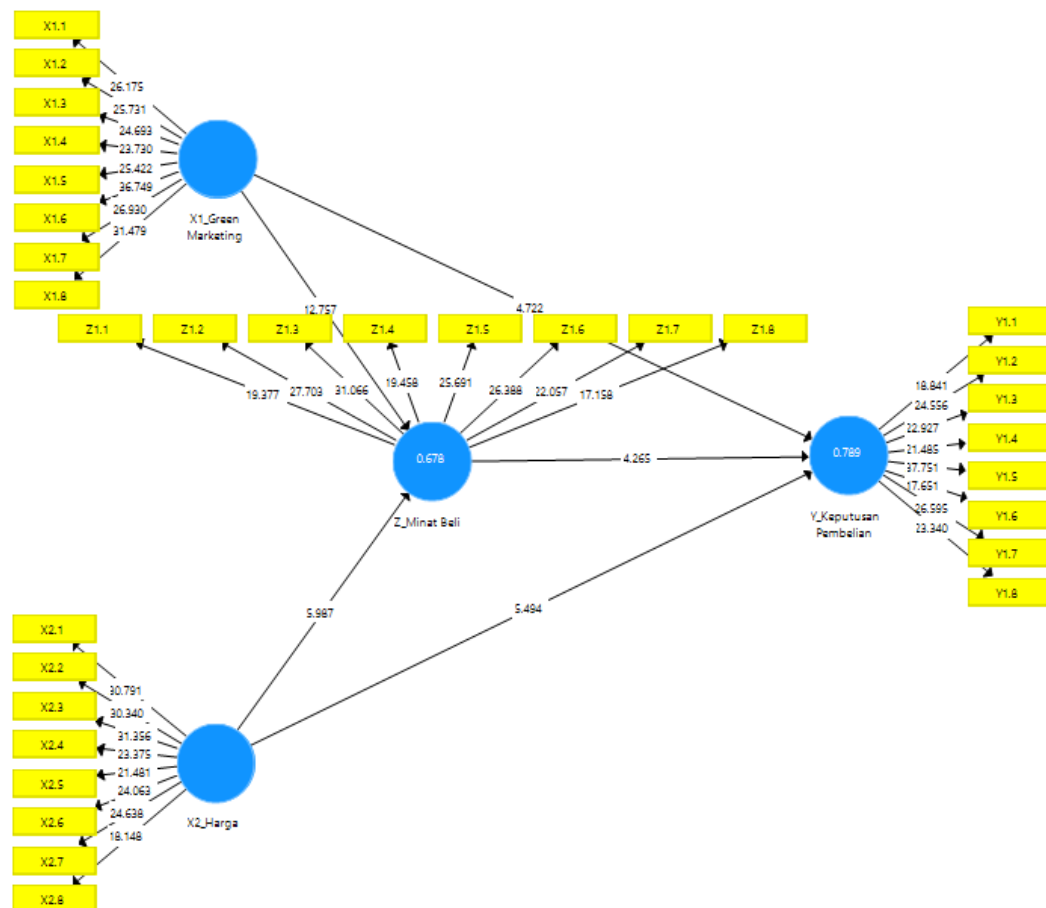 X1.1
X1.2
X1.3
X1.4
X1.5
X1.6
X1.7
X1.8
26.175
25.731
24.693
23.730
25.422
36.749
26.930
31.479
X1_Green
Marketing
12.757
4.722
Z1.1
Z1.2
Z1.3
Z1.4
Z1.5
Z1.6
Z1.7
Z1.8
19.377
27.703
31.066
19.458
25.691
26.388
22.057
17.158
0.678
Z_Minat Beli
4.265
5.987
5.494
Y1.1
Y1.2
Y1.3
Y1.4
Y1.5
Y1.6
Y1.7
Y1.8
18.841
24.556
22.927
21.485
37.751
17.651
26.595
23.340
0.789
Y_Keputusan
Pembelian
X2.1
X2.2
X2.3
X2.4
X2.5
X2.6
X2.7
X2.8
30.791
30.340
31.356
23.375
21.481
24.063
24.638
18.148
X2_Harga